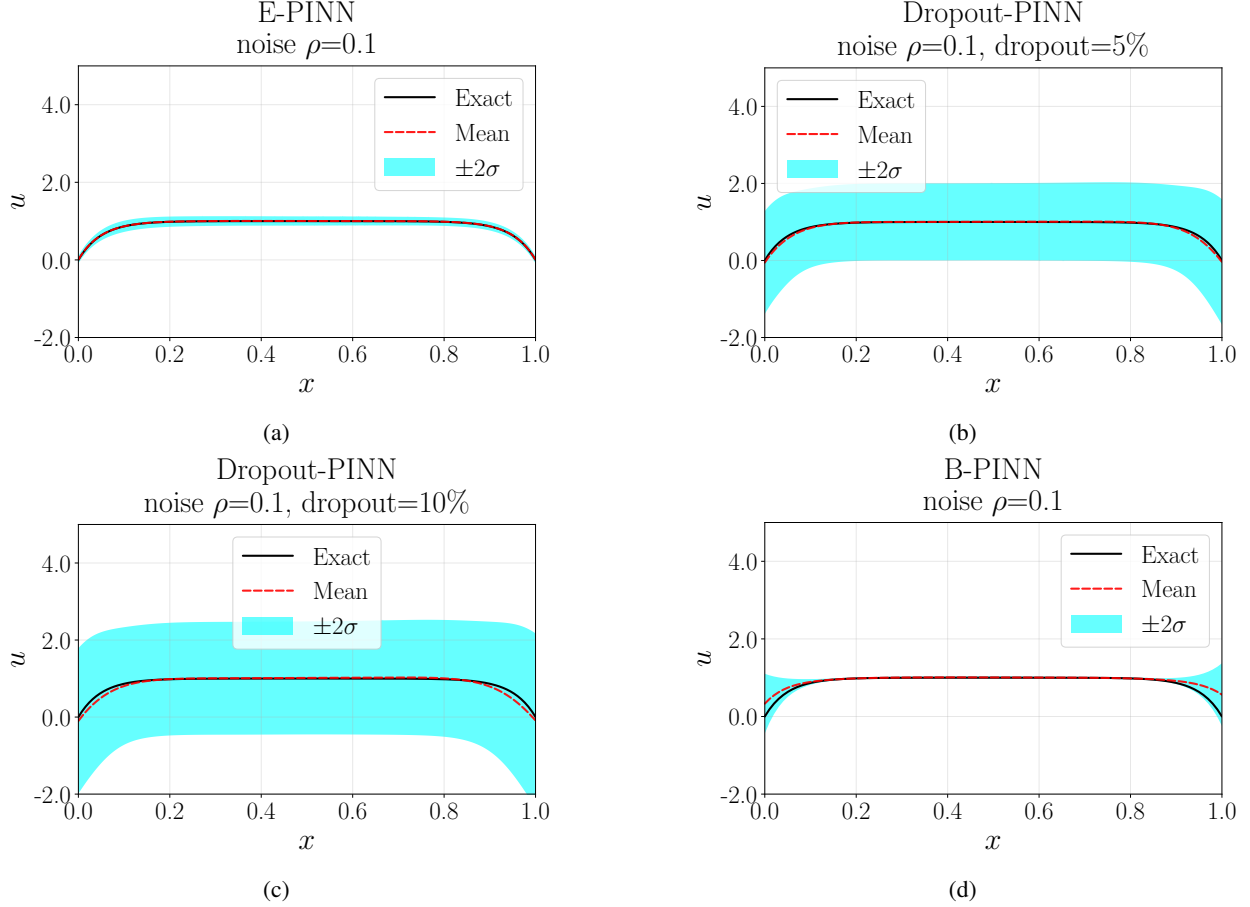 E-PINN
noise ρ=0.1
Exact
Mean
±2σ
4.0
2.0
0.0
-2.0
u
0.0 0.2 0.4 0.6 0.8 1.0
x
(a)
Dropout-PINN
noise ρ=0.1, dropout=5%
Exact
Mean
±2σ
4.0
2.0
0.0
-2.0
u
0.0 0.2 0.4 0.6 0.8 1.0
x
(b)
Dropout-PINN
noise ρ=0.1, dropout=10%
Exact
Mean
±2σ
4.0
2.0
0.0
-2.0
u
0.0 0.2 0.4 0.6 0.8 1.0
x
(c)
B-PINN
noise ρ=0.1
Exact
Mean
±2σ
4.0
2.0
0.0
-2.0
u
0.0 0.2 0.4 0.6 0.8 1.0
x
(d)